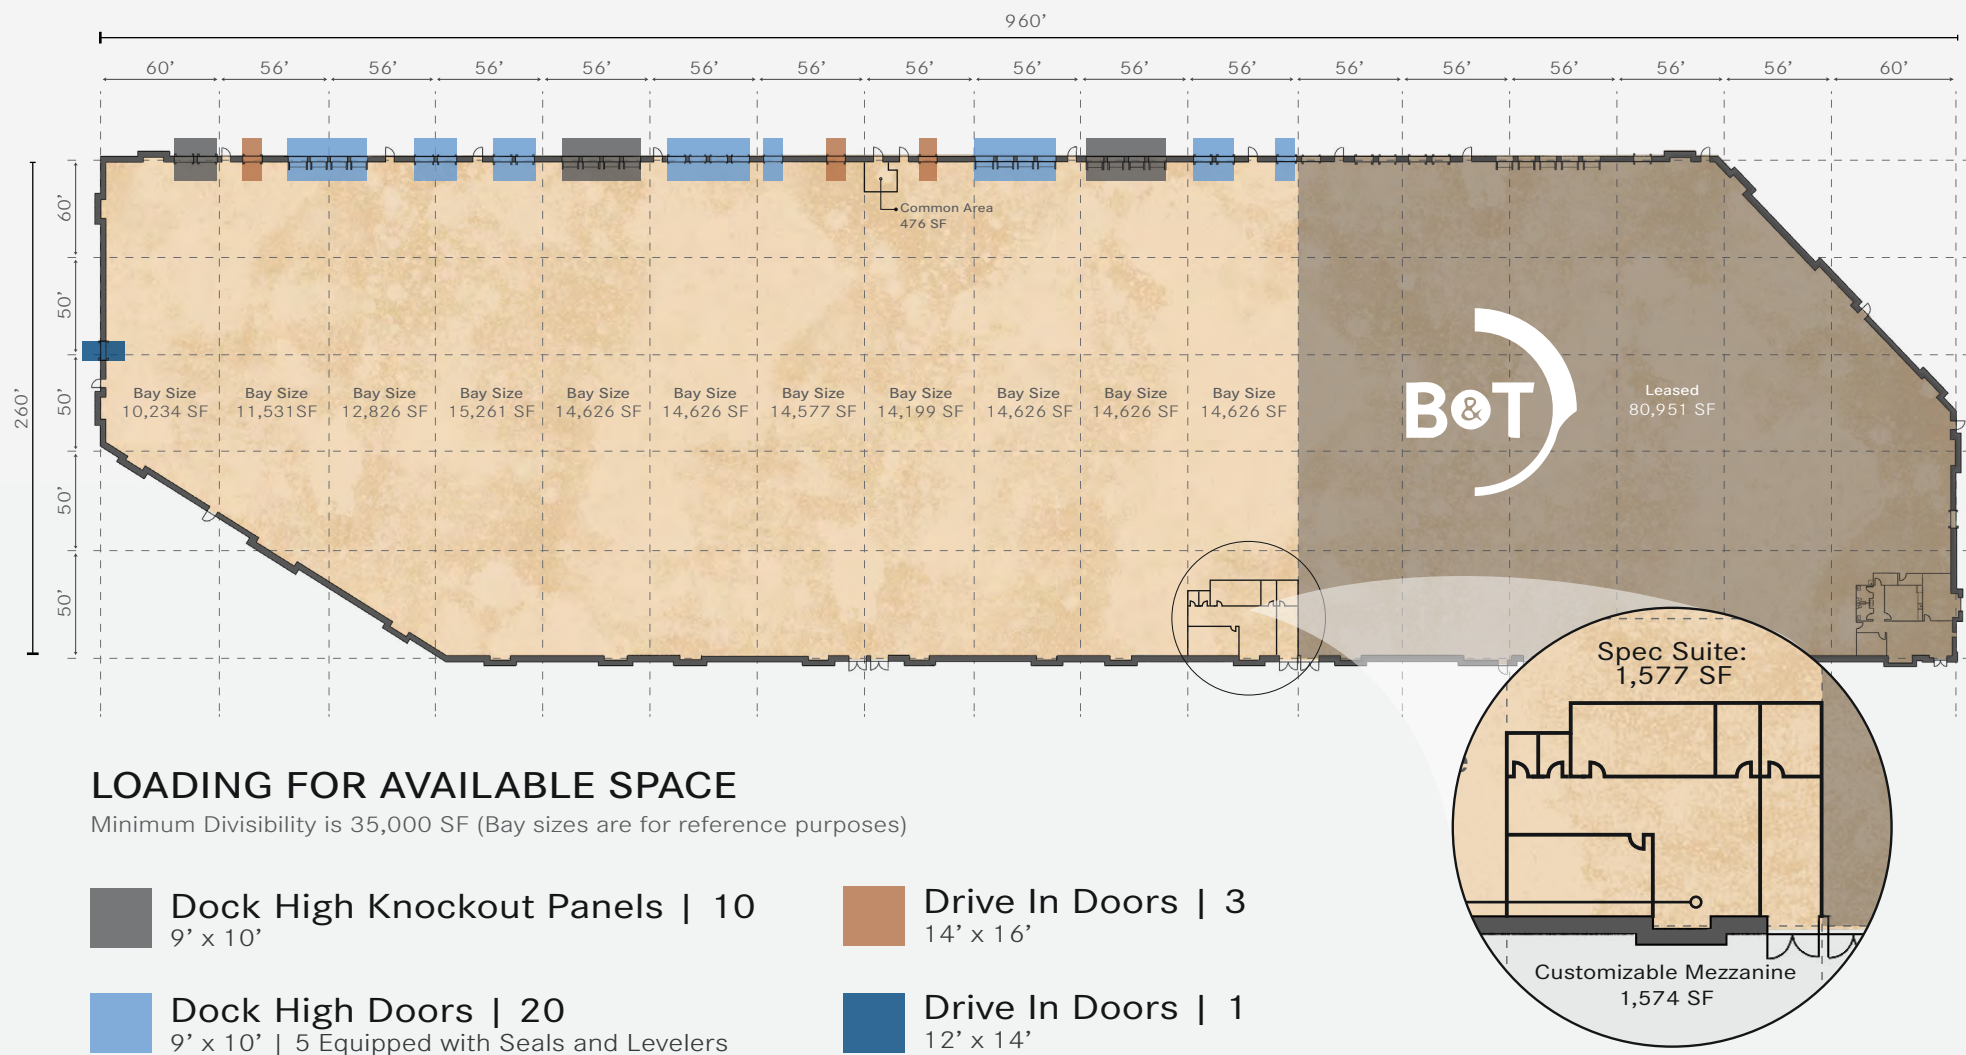 960’
60’ 56’ 56’ 56’ 56’ 56’ 56’ 56’ 56’ 56’ 56’ 56’ 56’ 56’ 56’ 56’ 60’
260’
60’
50’
50’
50’
50’
Common Area
476 SF
Bay Size
10,234 SF
Bay Size
11,531SF
Bay Size
12,826 SF
Bay Size
15,261 SF
Bay Size
14,626 SF
Bay Size
14,626 SF
Bay Size
14,577 SF
Bay Size
14,199 SF
Bay Size
14,626 SF
Bay Size
14,626 SF
Bay Size
14,626 SF
B&T
Leased
80,951 SF
Spec Suite:
1,577 SF
Customizable Mezzanine
1,574 SF
LOADING FOR AVAILABLE SPACE
Minimum Divisibility is 35,000 SF (Bay sizes are for reference purposes)
Dock High Knockout Panels | 10
9’ x 10’
Drive In Doors | 3
14’ x 16’
Dock High Doors | 20
9’ x 10’ | 5 Equipped with Seals and Levelers
Drive In Doors | 1
12’ x 14’